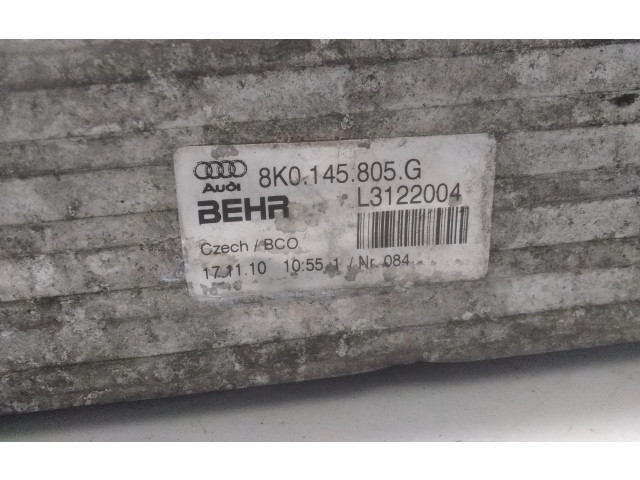 8K0.145.805.G
Audi
BEHR L3122004
Czech / BCO
17.11.10 10:55 1 / Nr. 084